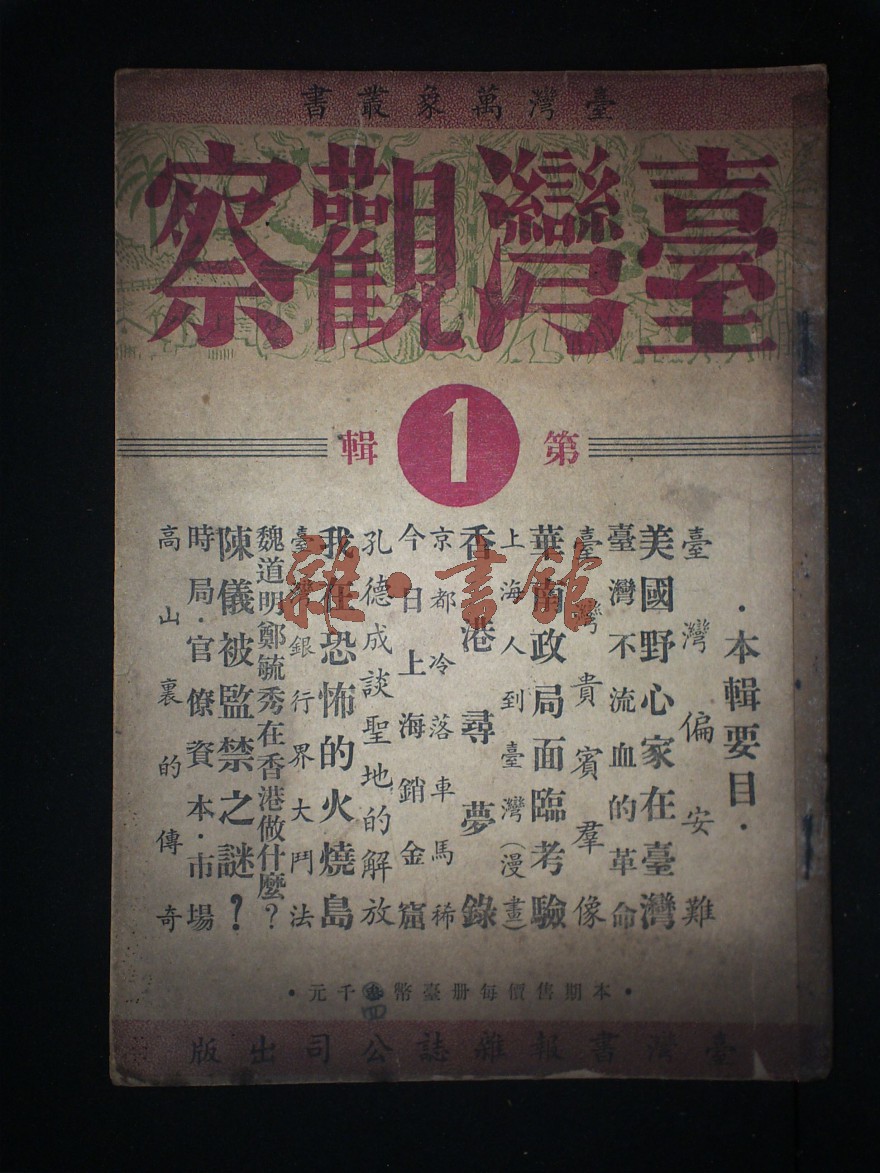 臺灣萬象叢書
臺灣觀察
第1輯
·本輯要目·
臺灣偏安難
美國野心家在臺灣
臺灣不流血的革命
臺灣貴賓羣像
華南政局面臨考驗
上海人到臺灣(漫畫)
香港尋夢錄
京都冷落車馬稀
今日上海銷金窟
孔德成談聖地的解放
我在恐怖的火燒島
臺灣銀行界大鬥法
魏道明鄭毓秀在香港做什麼?
陳儀被監禁之謎?
時局·官僚資本·市場
高山裏的傳奇
·本期售價每册臺幣千元·
四
臺灣書報雜誌公司出版
雜·書館